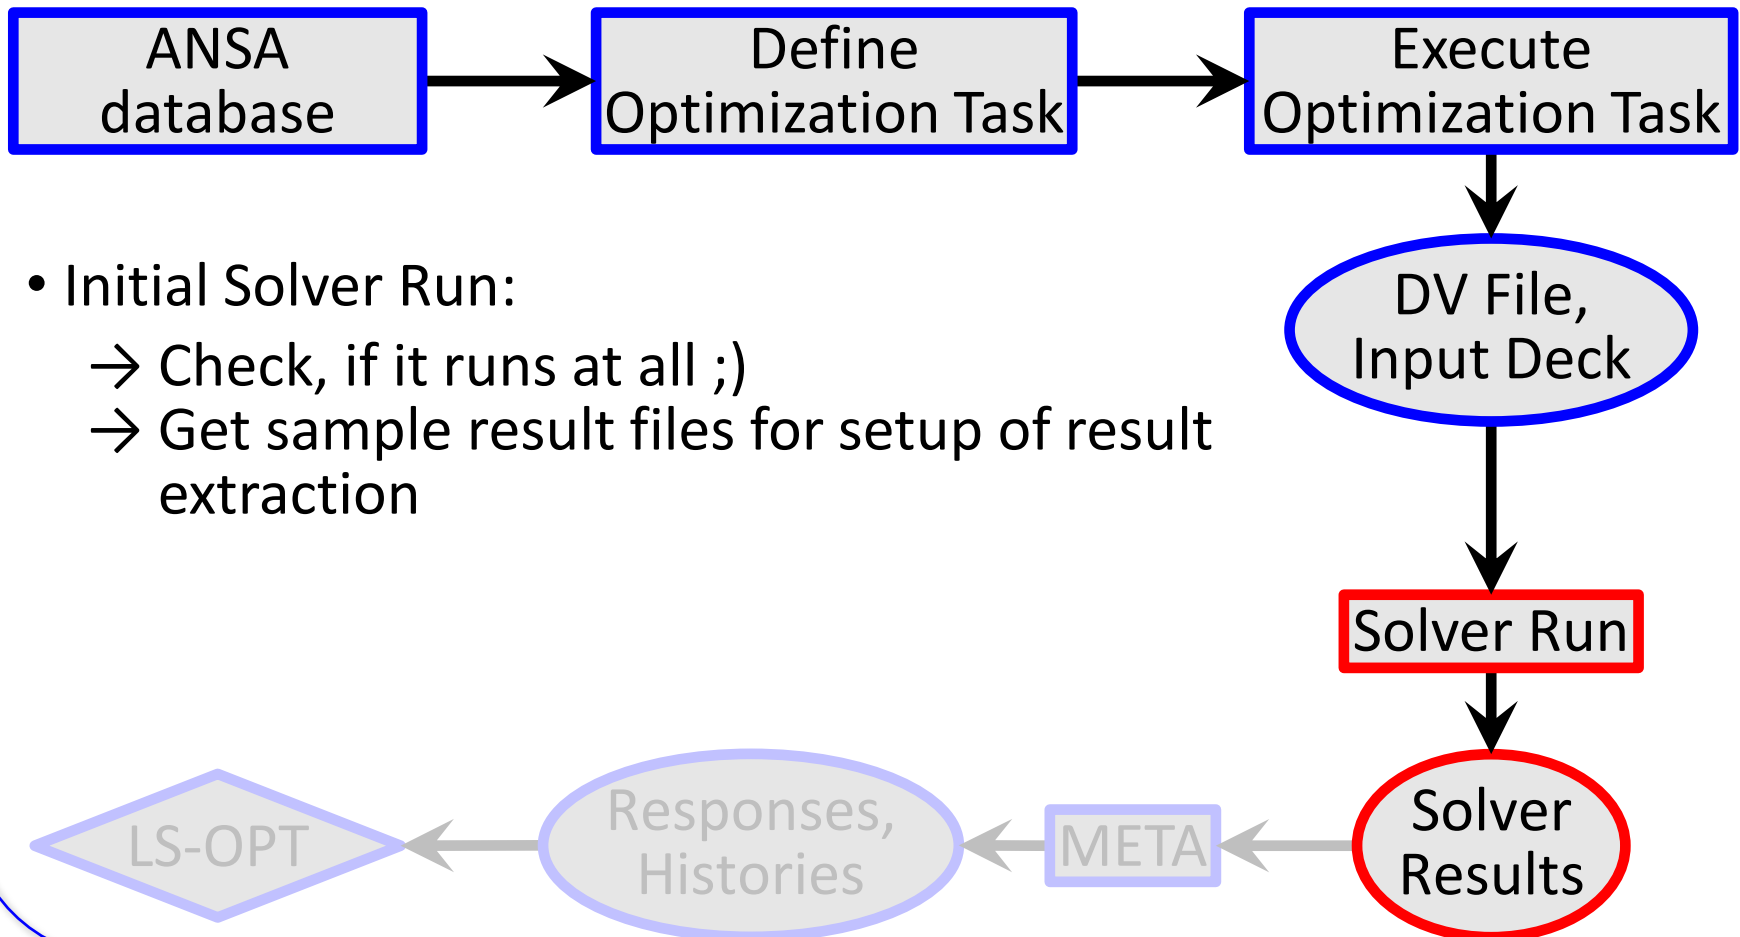 ANSA
database
Define
Optimization Task
Execute
Optimization Task
• Initial Solver Run:
→ Check, if it runs at all ;)
→ Get sample result files for setup of result
extraction
DV File,
Input Deck
Solver Run
Solver
Results
META
Responses,
Histories
LS-OPT